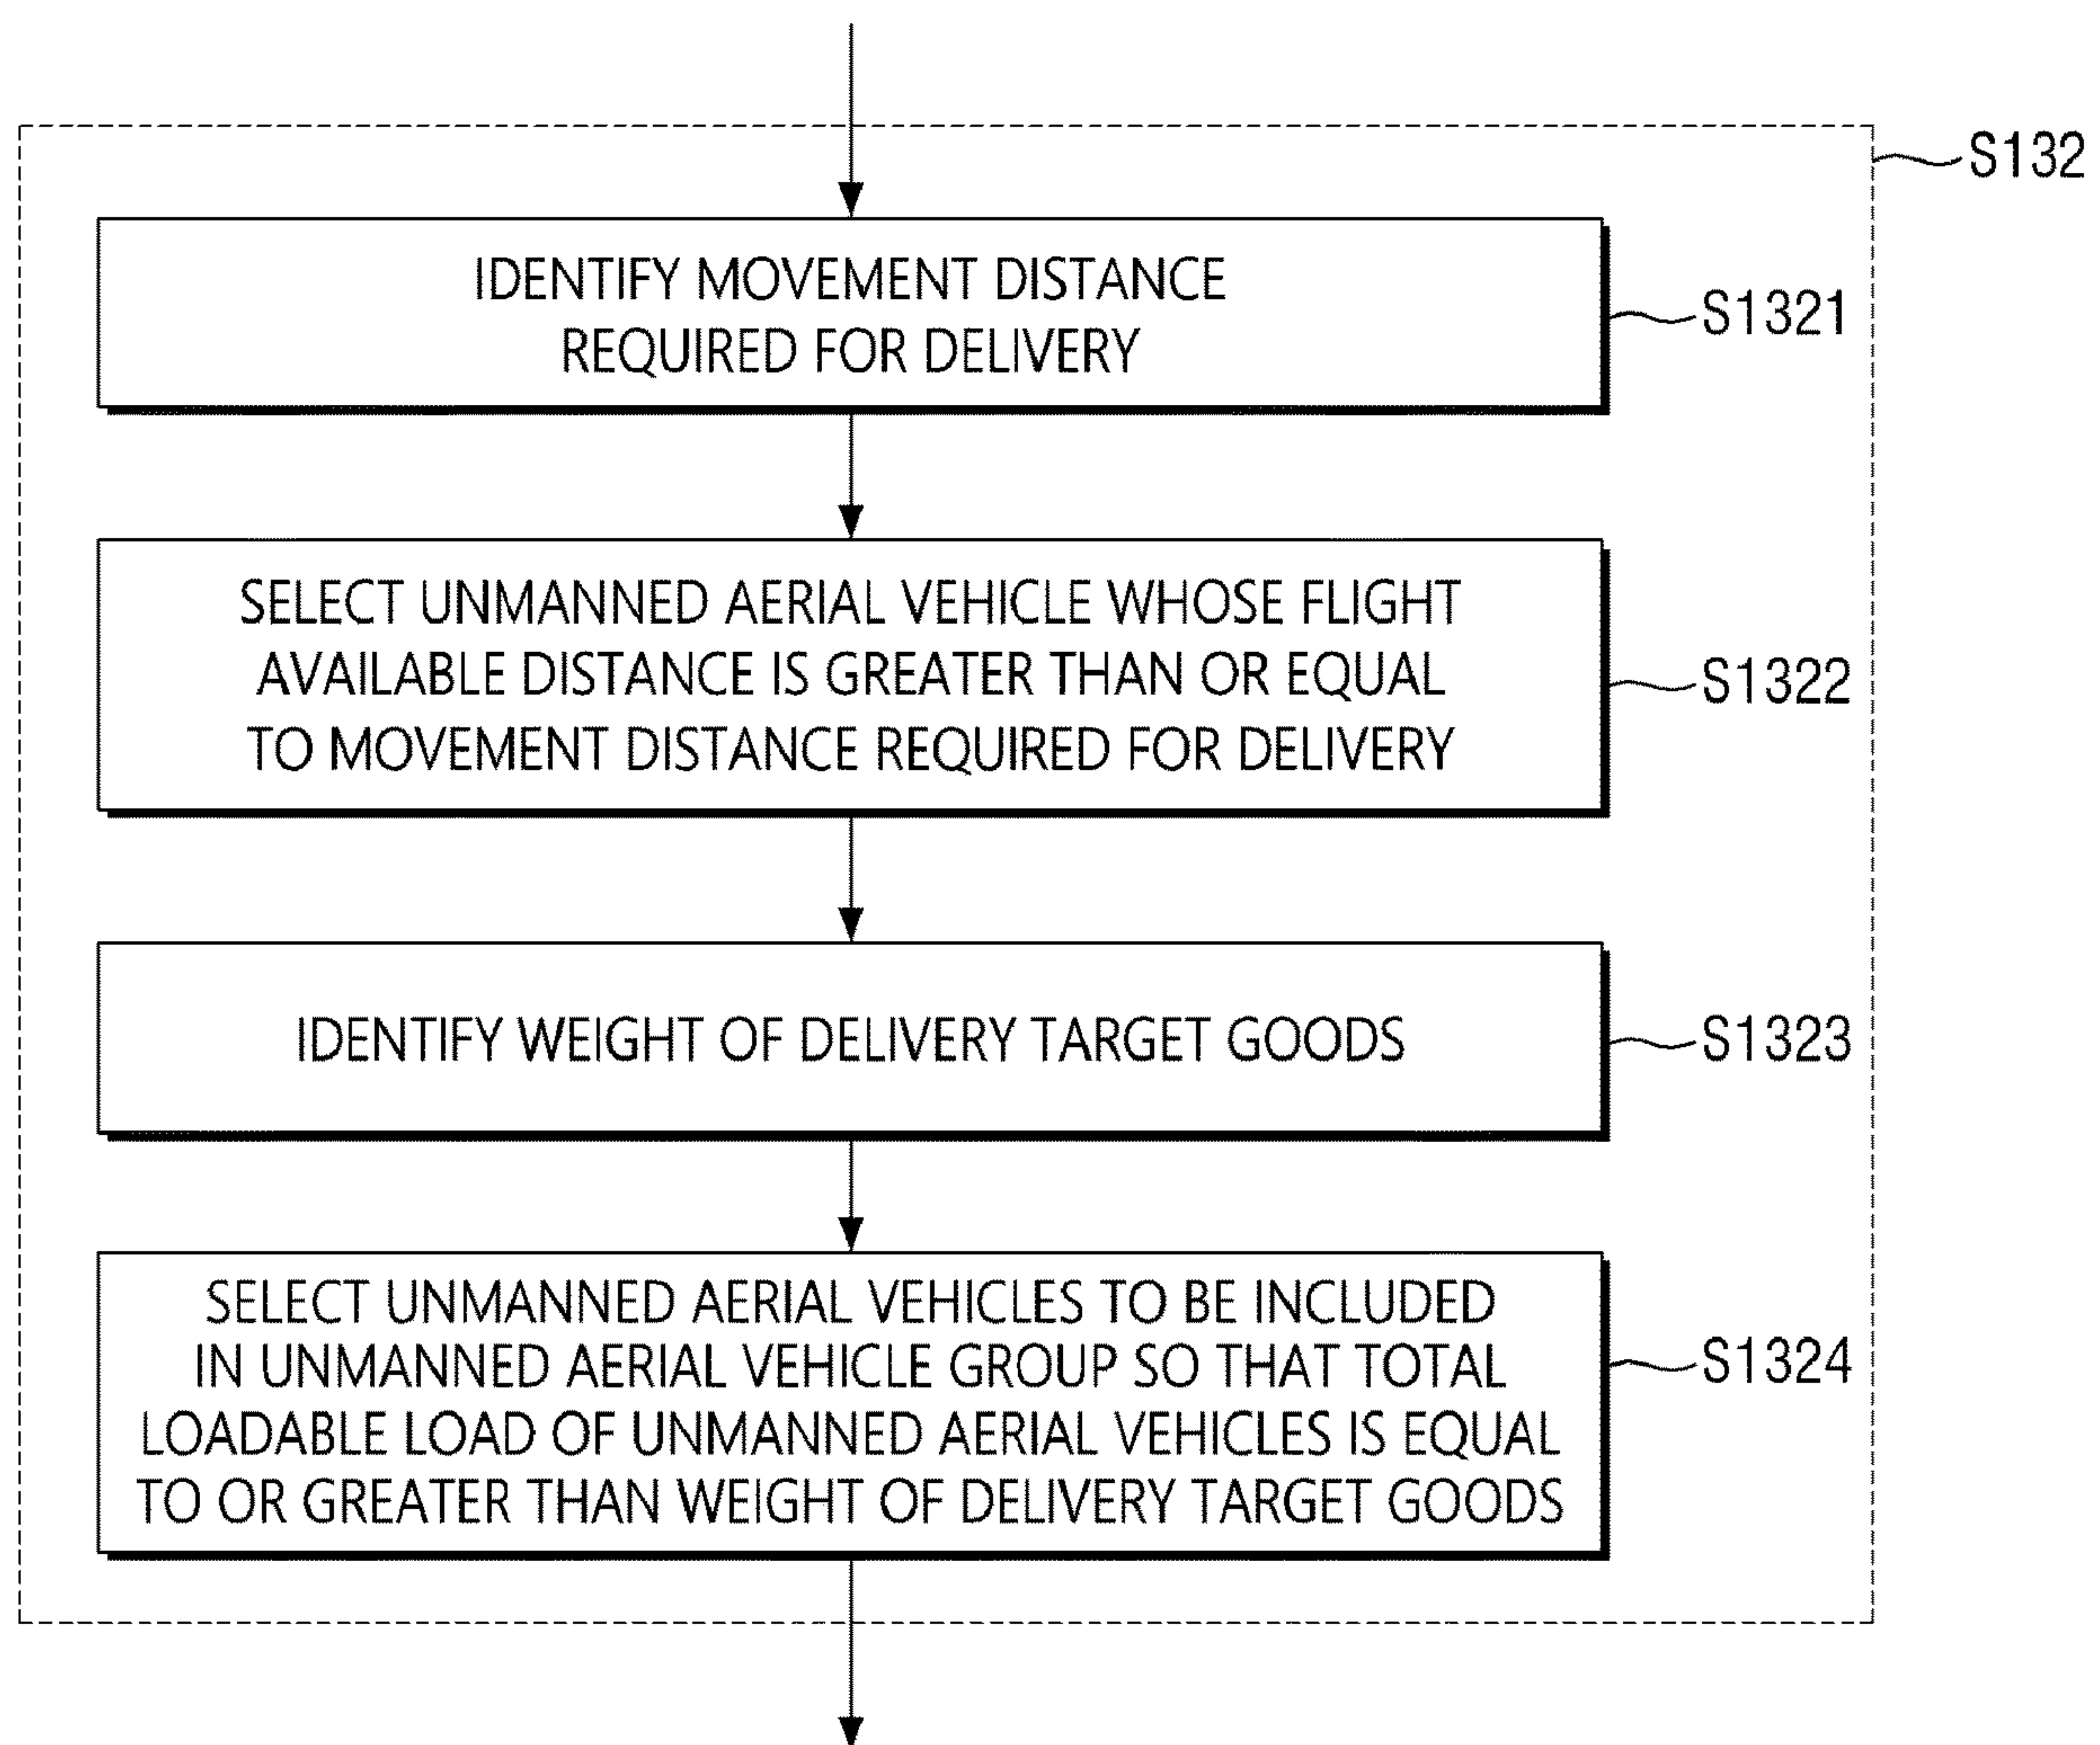 S132
IDENTIFY MOVEMENT DISTANCE
REQUIRED FOR DELIVERY
S1321
SELECT UNMANNED AERIAL VEHICLE WHOSE FLIGHT
AVAILABLE DISTANCE IS GREATER THAN OR EQUAL
TO MOVEMENT DISTANCE REQUIRED FOR DELIVERY
S1322
IDENTIFY WEIGHT OF DELIVERY TARGET GOODS
S1323
SELECT UNMANNED AERIAL VEHICLES TO BE INCLUDED
IN UNMANNED AERIAL VEHICLE GROUP SO THAT TOTAL
LOADABLE LOAD OF UNMANNED AERIAL VEHICLES IS EQUAL
TO OR GREATER THAN WEIGHT OF DELIVERY TARGET GOODS
S1324